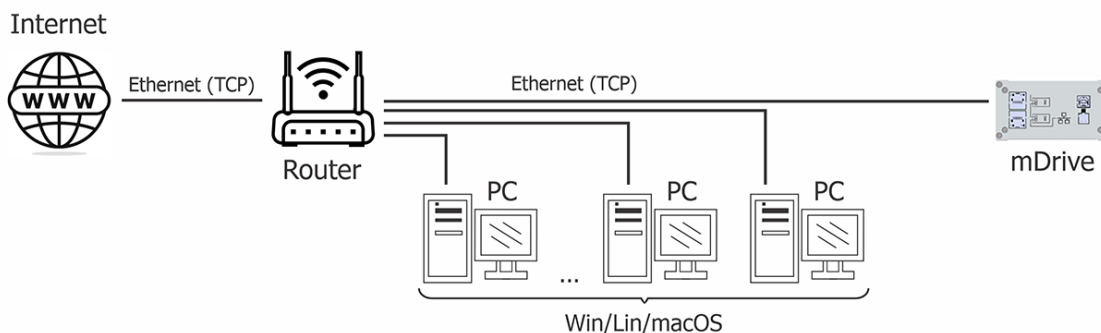 Internet
WWW
Ethernet (TCP)
Ethernet (TCP)
Router
mDrive
PC
PC
PC
...
Win/Lin/macOS